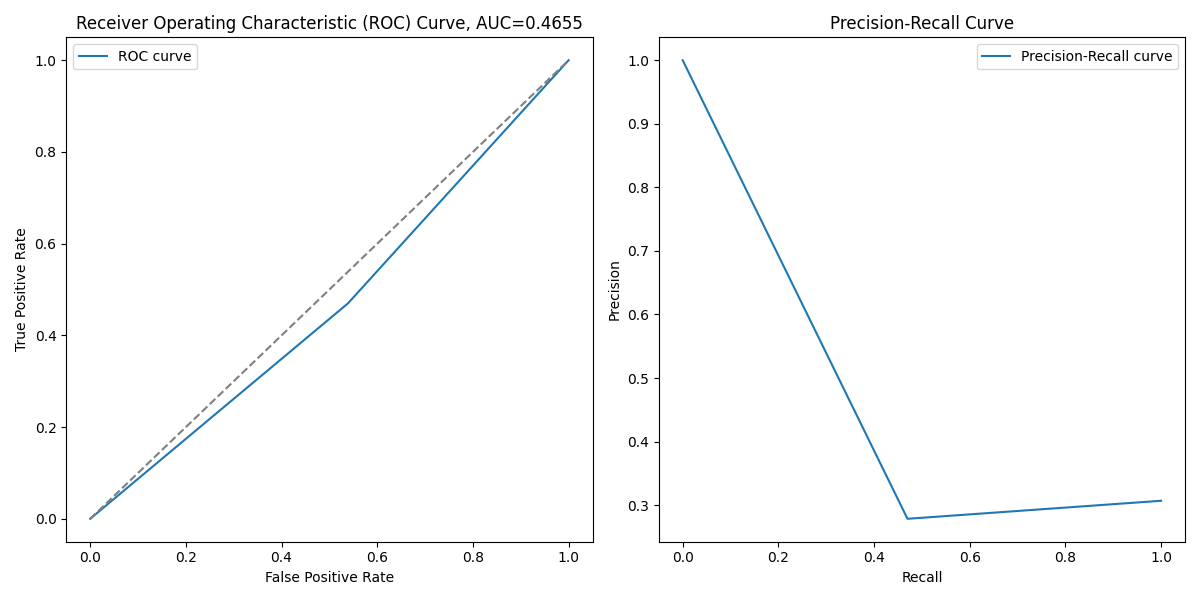 Receiver Operating Characteristic (ROC) Curve, AUC=0.4655
ROC curve
1.0
0.8
0.6
0.4
0.2
0.0
True Positive Rate
0.0 0.2 0.4 0.6 0.8 1.0
False Positive Rate
Precision-Recall Curve
Precision-Recall curve
1.0
0.9
0.8
0.7
0.6
0.5
0.4
0.3
Precision
0.0 0.2 0.4 0.6 0.8 1.0
Recall